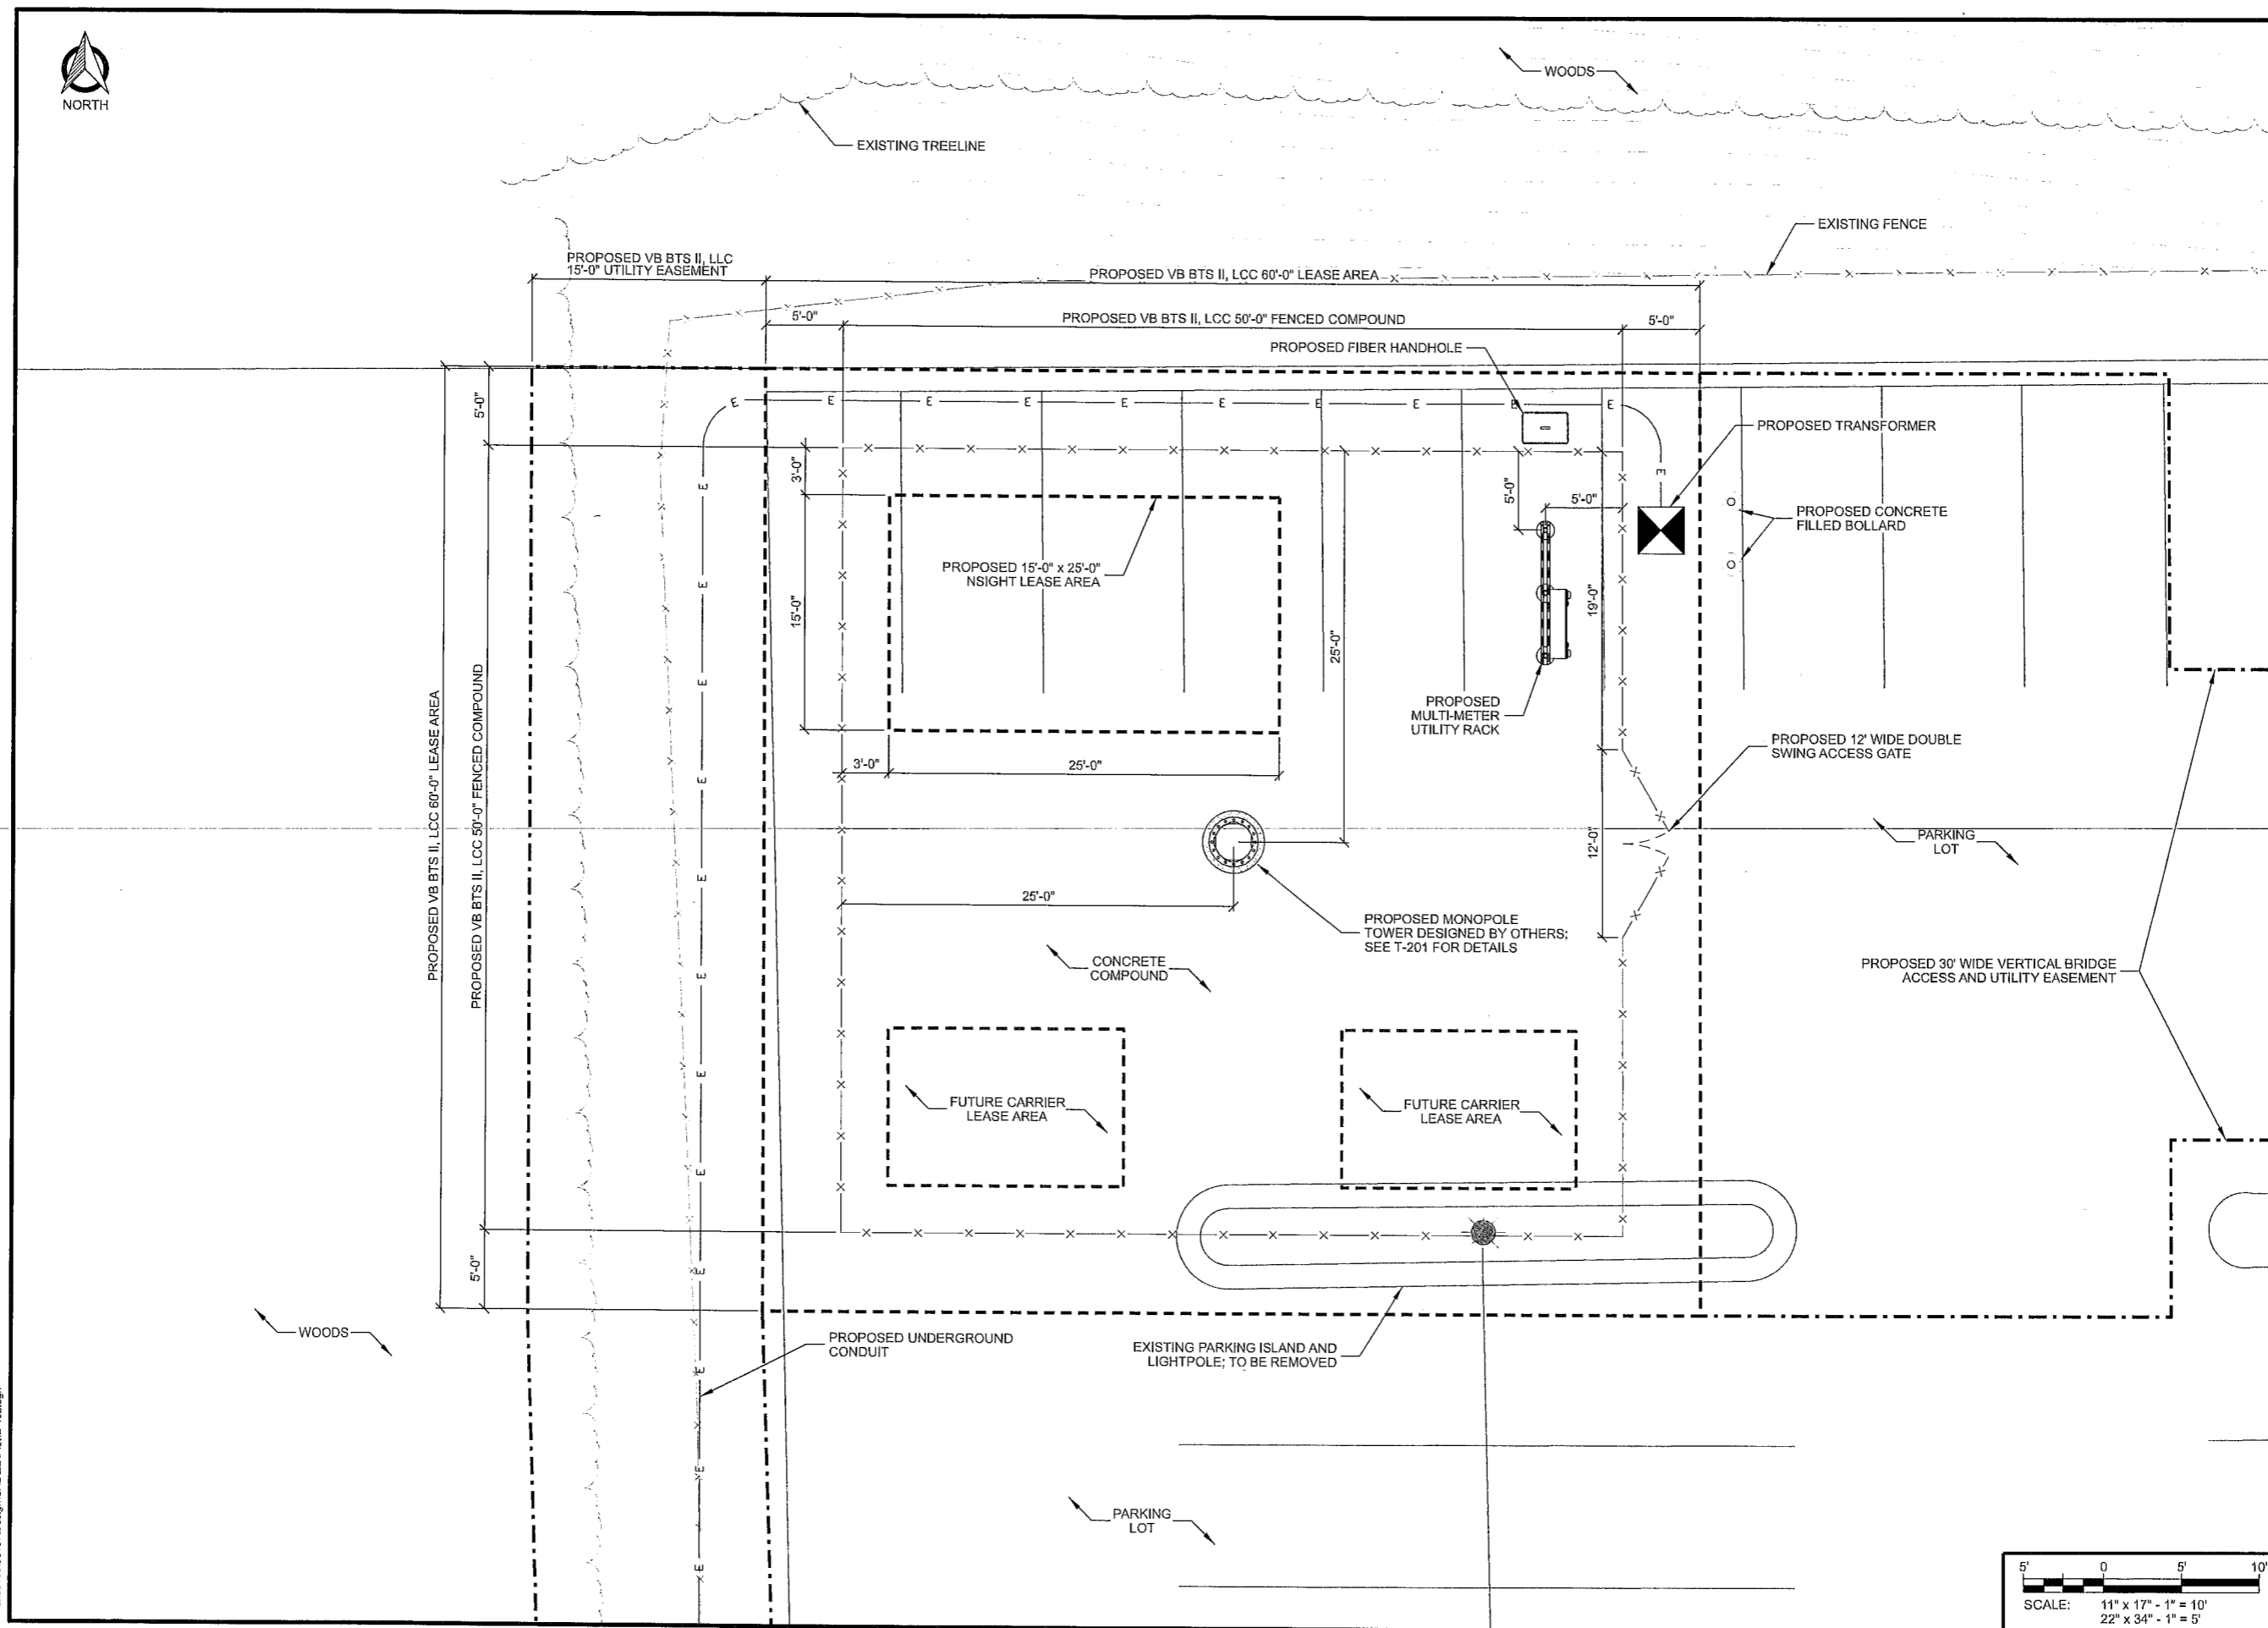 NORTH
WOODS
EXISTING TREELINE
EXISTING FENCE
PROPOSED VB BTS II, LLC
15'-0" UTILITY EASEMENT
PROPOSED VB BTS II, LCC 60'-0" LEASE AREA
5'-0"
PROPOSED VB BTS II, LCC 50'-0" FENCED COMPOUND
5'-0"
PROPOSED FIBER HANDHOLE
E E E E E E E E E E
5'-0"
3'-0"
PROPOSED TRANSFORMER
5'-0"
5'-0"
PROPOSED CONCRETE
FILLED BOLLARD
PROPOSED 15'-0" x 25'-0"
NSIGHT LEASE AREA
15'-0"
19'-0"
25'-0"
PROPOSED
MULTI-METER
UTILITY RACK
PROPOSED 12' WIDE DOUBLE
SWING ACCESS GATE
3'-0"
25'-0"
PROPOSED VB BTS II, LCC 60'-0" LEASE AREA
PROPOSED VB BTS II, LCC 50'-0" FENCED COMPOUND
12'-0"
PARKING
LOT
25'-0"
PROPOSED MONOPOLE
TOWER DESIGNED BY OTHERS;
SEE T-201 FOR DETAILS
CONCRETE
COMPOUND
PROPOSED 30' WIDE VERTICAL BRIDGE
ACCESS AND UTILITY EASEMENT
FUTURE CARRIER
LEASE AREA
FUTURE CARRIER
LEASE AREA
5'-0"
WOODS
PROPOSED UNDERGROUND
CONDUIT
EXISTING PARKING ISLAND AND
LIGHTPOLE; TO BE REMOVED
PARKING
LOT
5' 0 5' 10'
SCALE: 11" x 17" - 1" = 10'
22" x 34" - 1" = 5'